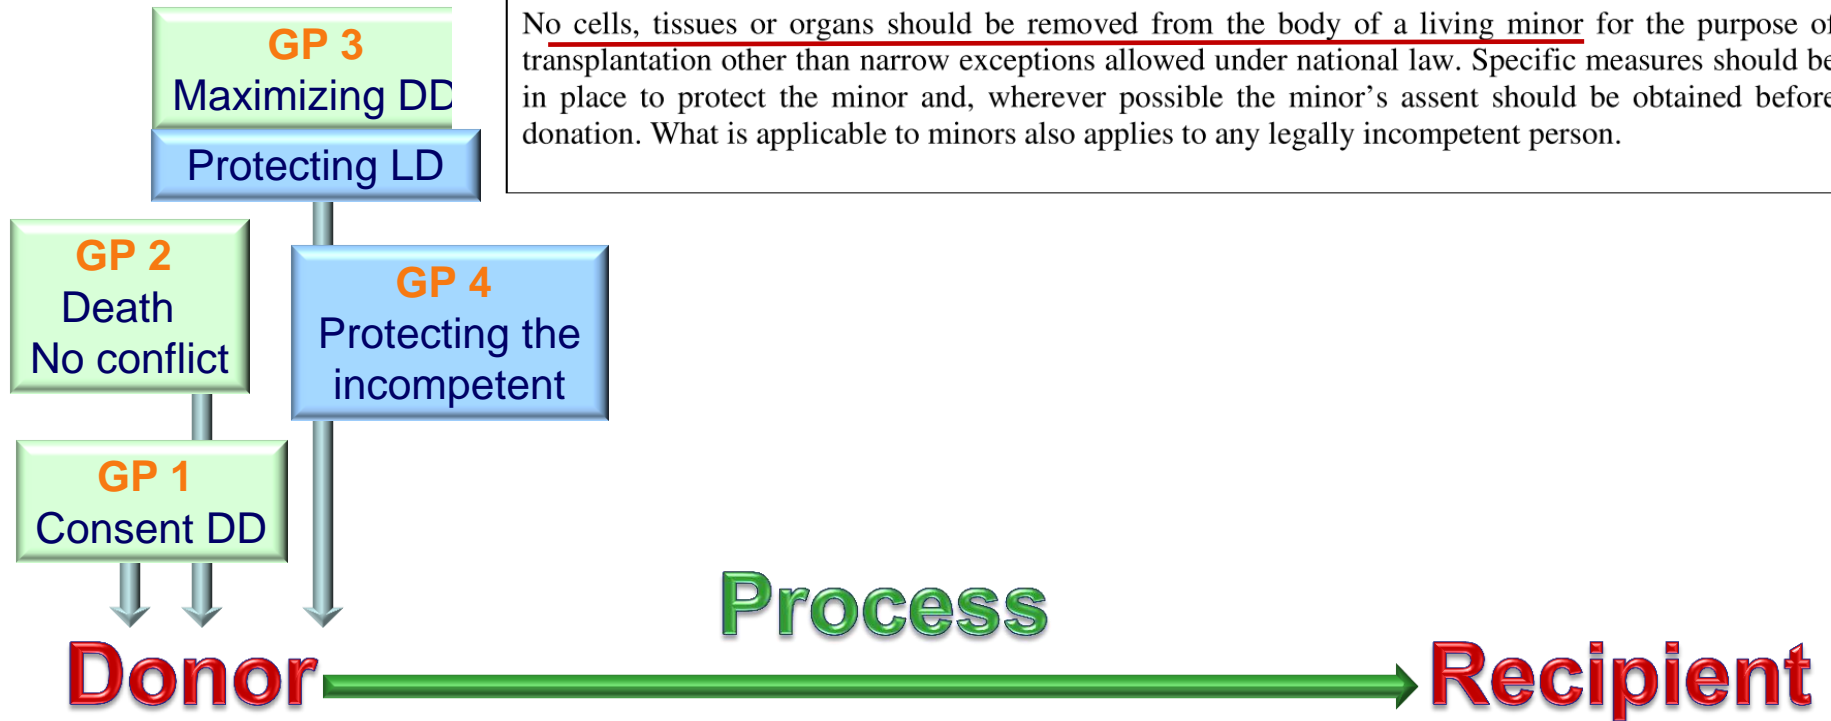 GP 3
Maximizing DD
Protecting LD
No cells, tissues or organs should be removed from the body of a living minor for the purpose of
transplantation other than narrow exceptions allowed under national law. Specific measures should be
in place to protect the minor and, wherever possible the minor’s assent should be obtained before
donation. What is applicable to minors also applies to any legally incompetent person.
GP 2
Death
No conflict
GP 4
Protecting the
incompetent
GP 1
Consent DD
Process
Donor
Recipient